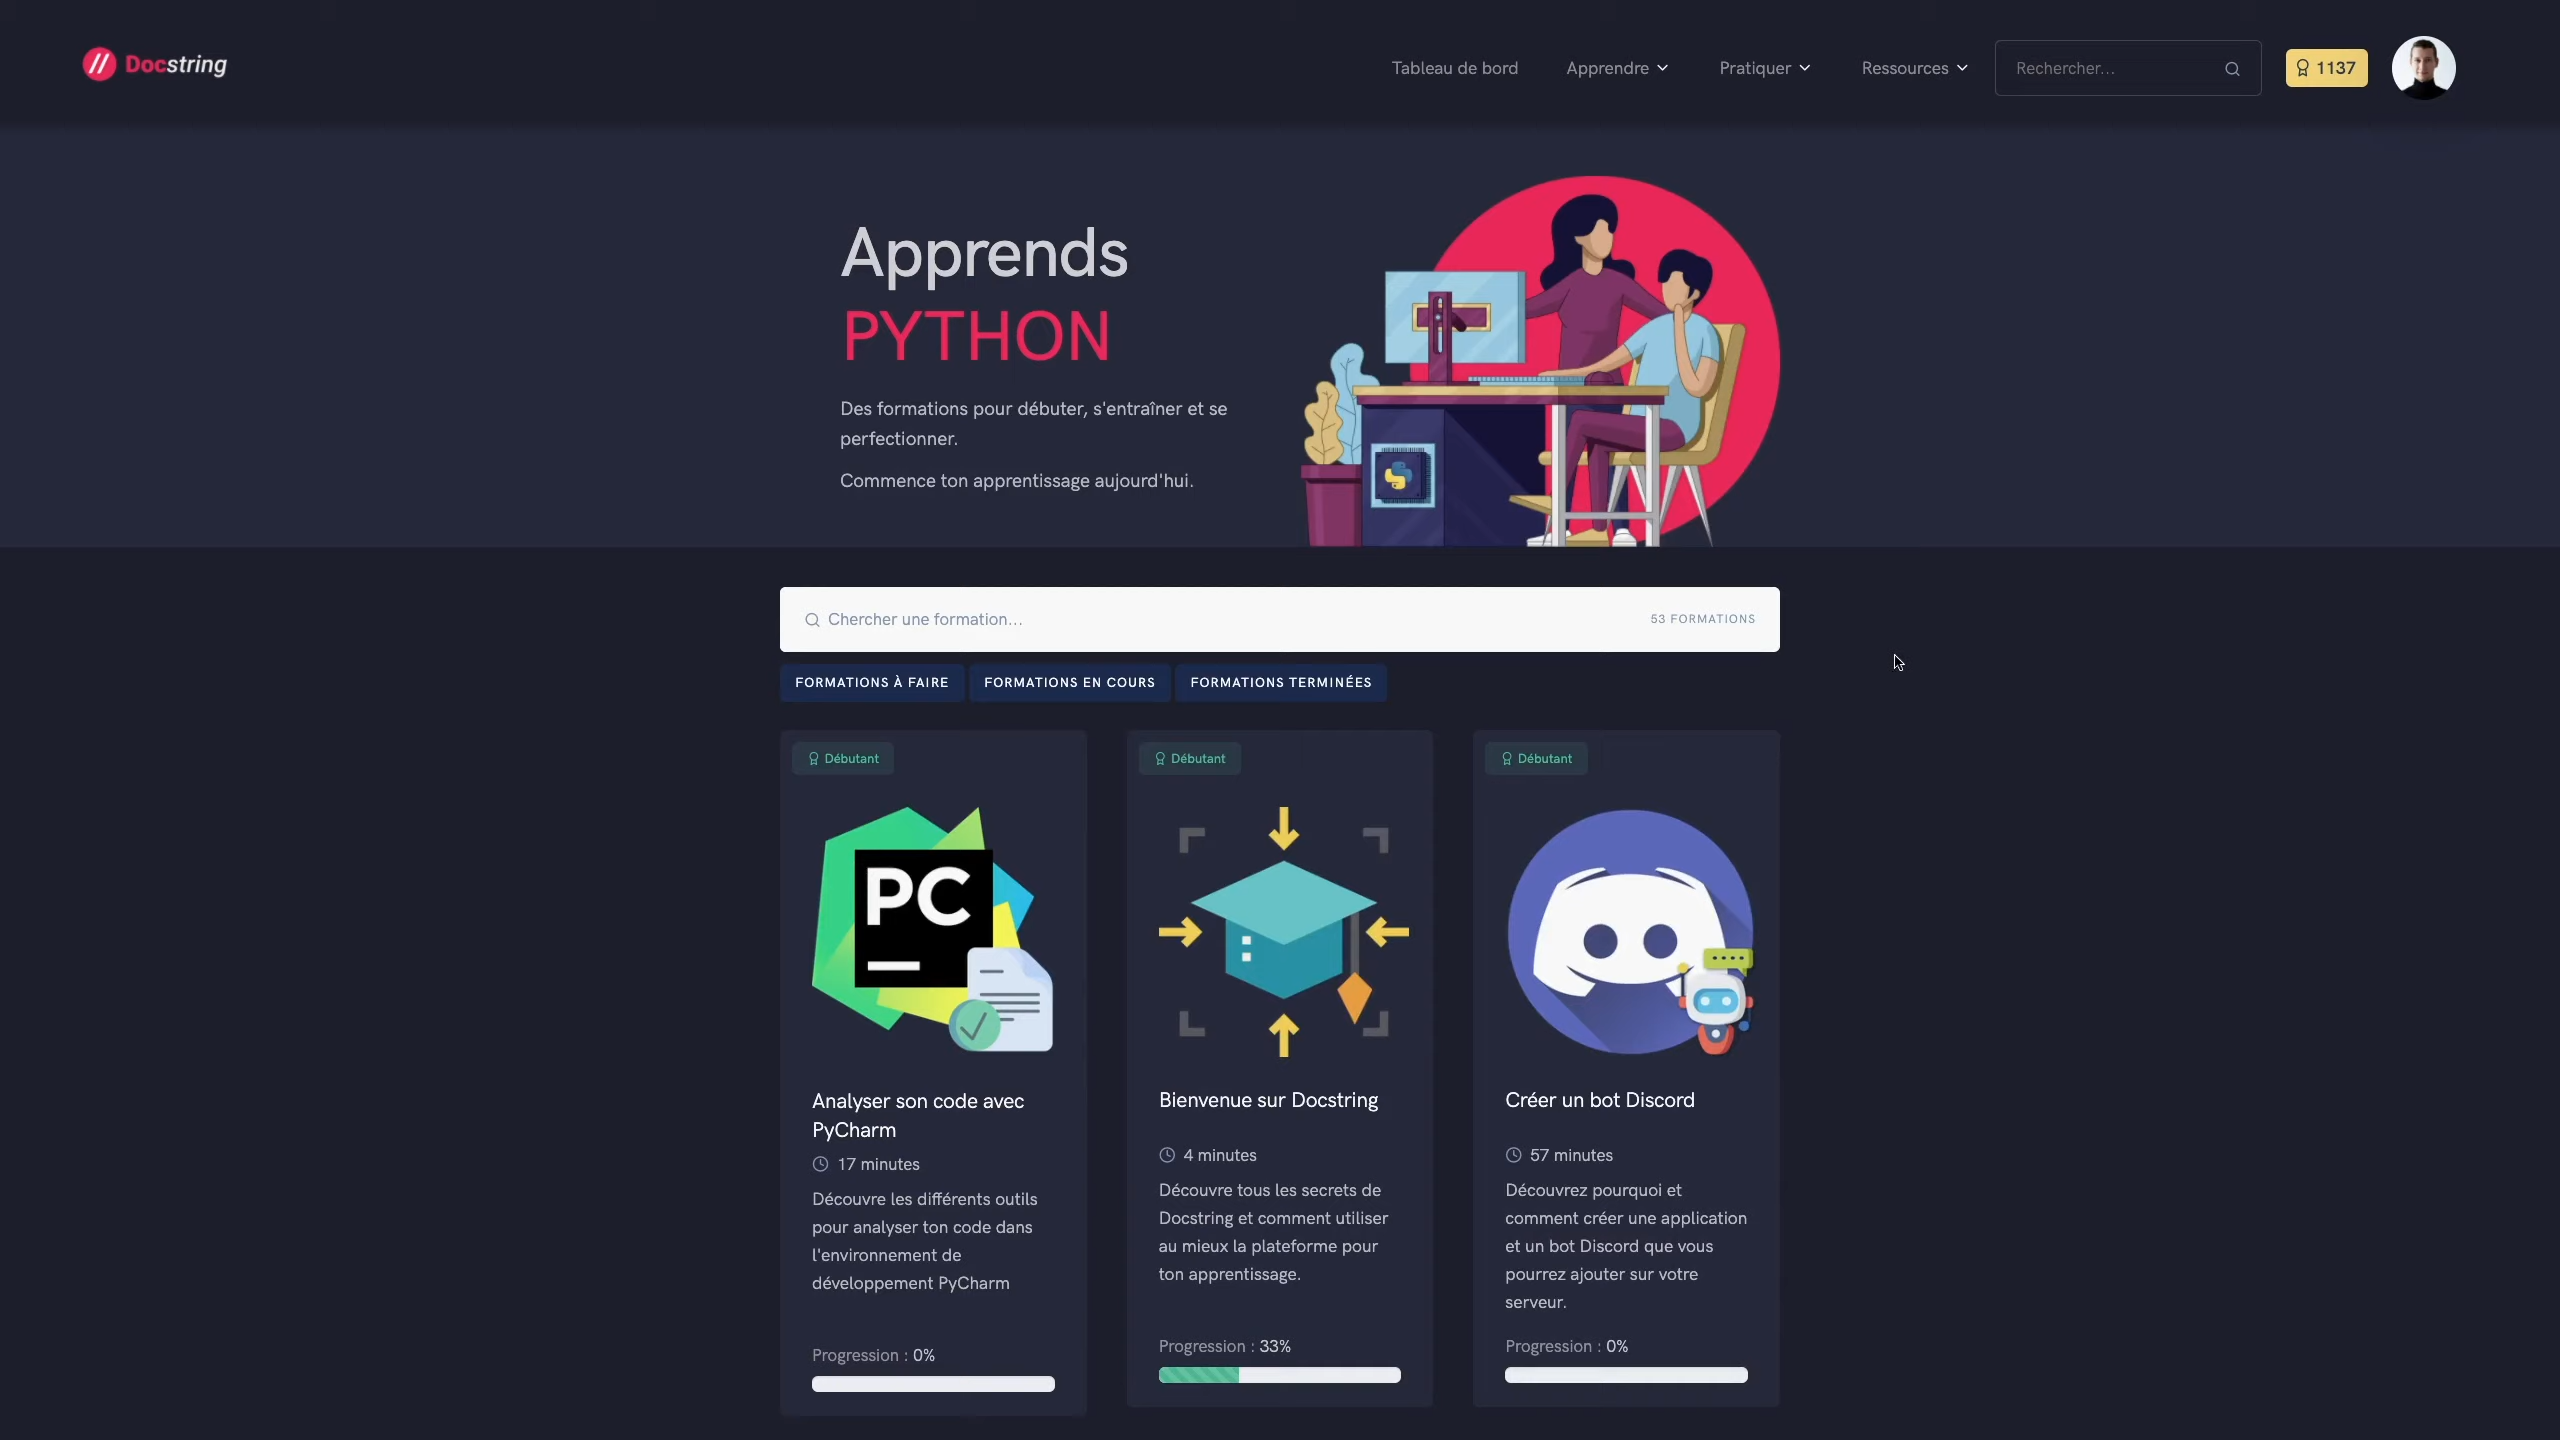 Docstring
Tableau de bord
Apprendre
Pratiquer
Ressources
Rechercher...
1137
Apprends
PYTHON
Des formations pour débuter, s'entraîner et se
perfectionner.
Commence ton apprentissage aujourd'hui.
Chercher une formation...
53 FORMATIONS
FORMATIONS À FAIRE
FORMATIONS EN COURS
FORMATIONS TERMINÉES
Débutant
PC
Analyser son code avec
PyCharm
17 minutes
Découvre les différents outils
pour analyser ton code dans
l'environnement de
développement PyCharm
Progression : 0%
Débutant
Bienvenue sur Docstring
4 minutes
Découvre tous les secrets de
Docstring et comment utiliser
au mieux la plateforme pour
ton apprentissage.
Progression : 33%
Débutant
Créer un bot Discord
57 minutes
Découvrez pourquoi et
comment créer une application
et un bot Discord que vous
pourrez ajouter sur votre
serveur.
Progression : 0%